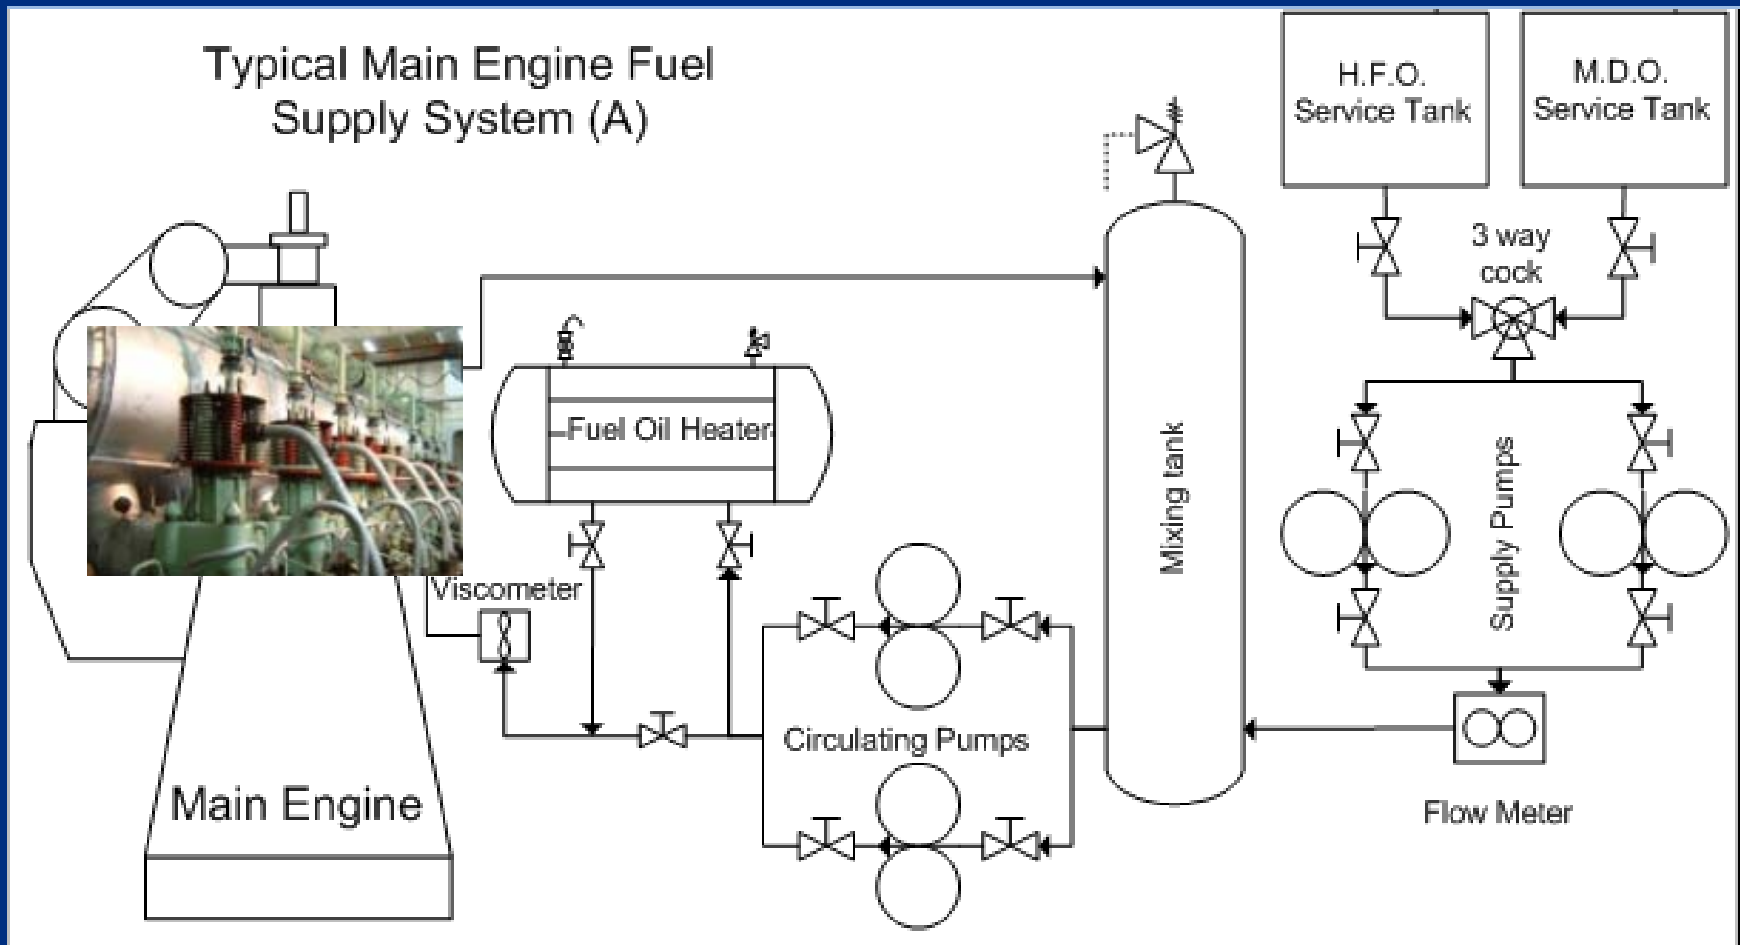 Typical Main Engine Fuel
Supply System (A)
H.F.O.
Service Tank
M.D.O.
Service Tank
3 way
cock
Fuel Oil Heater
Mixing tank
Supply Pumps
Viscometer
Circulating Pumps
Main Engine
Flow Meter